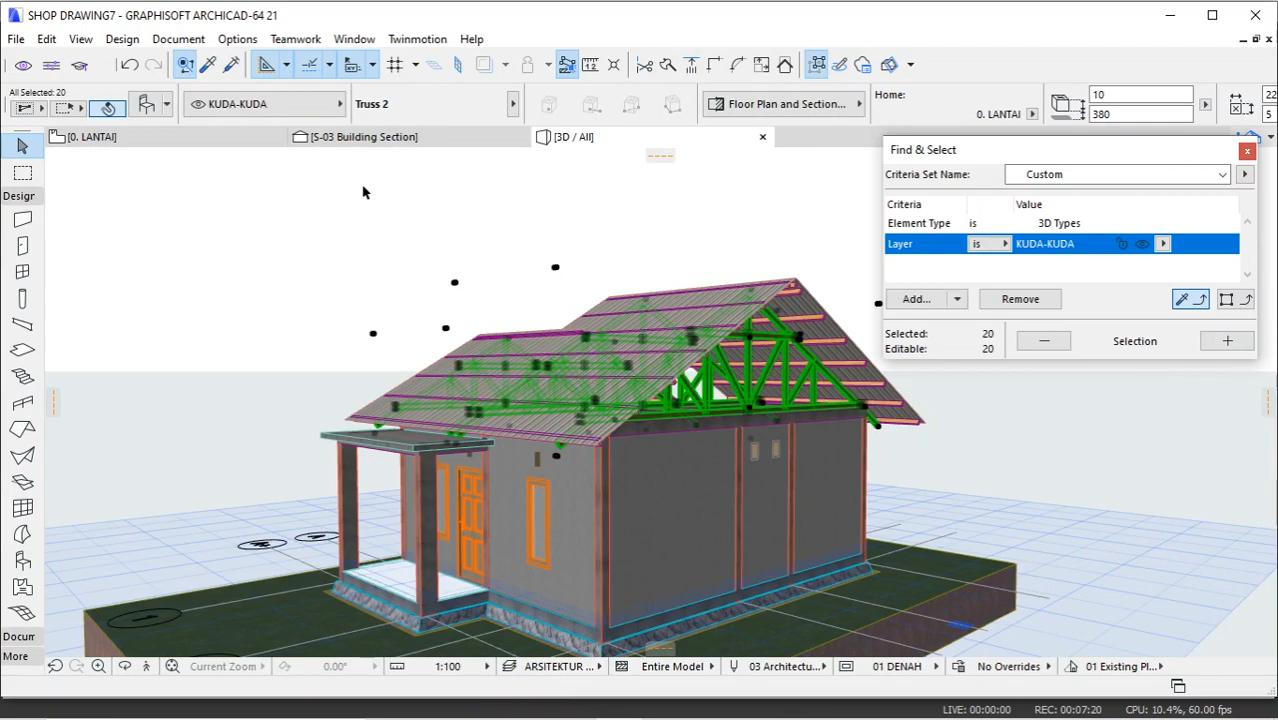 SHOP DRAWING7 - GRAPHISOFT ARCHICAD-64 21
File Edit View Design Document Options Teamwork Window Twinmotion Help
All Selected: 20
KUDA-KUDA
Truss 2
Floor Plan and Section...
Home:
0. LANTAI
10
380
22
5
[0. LANTAI]
[S-03 Building Section]
[3D / All]
Find & Select
Criteria Set Name:
Custom
Criteria Value
Element Type is 3D Types
Layer is KUDA-KUDA
Add... Remove
Selected: 20
Editable: 20
Selection
Design
Docum
More
Current Zoom
0.00°
1:100
ARSITEKTUR ...
Entire Model
03 Architectu...
01 DENAH
No Overrides
01 Existing Pl...
LIVE: 00:00:00
REC: 00:07:20
CPU: 10.4%, 60.00 fps